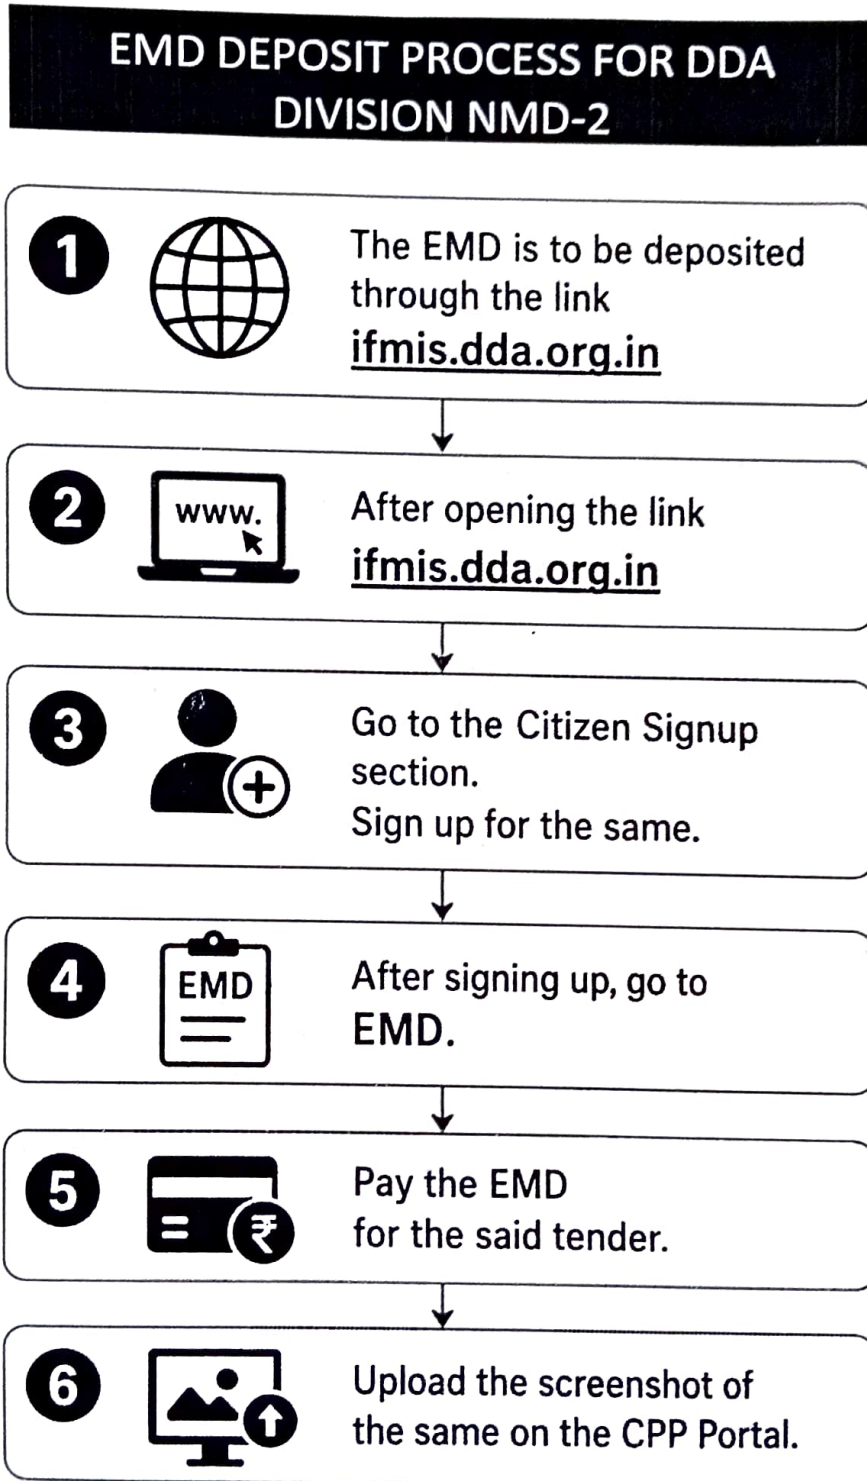 EMD DEPOSIT PROCESS FOR DDA
DIVISION NMD-2
1
The EMD is to be deposited
through the link
ifmis.dda.org.in
2
www.
After opening the link
ifmis.dda.org.in
3
Go to the Citizen Signup
section.
Sign up for the same.
4
EMD
After signing up, go to
EMD.
5
₹
Pay the EMD
for the said tender.
6
Upload the screenshot of
the same on the CPP Portal.